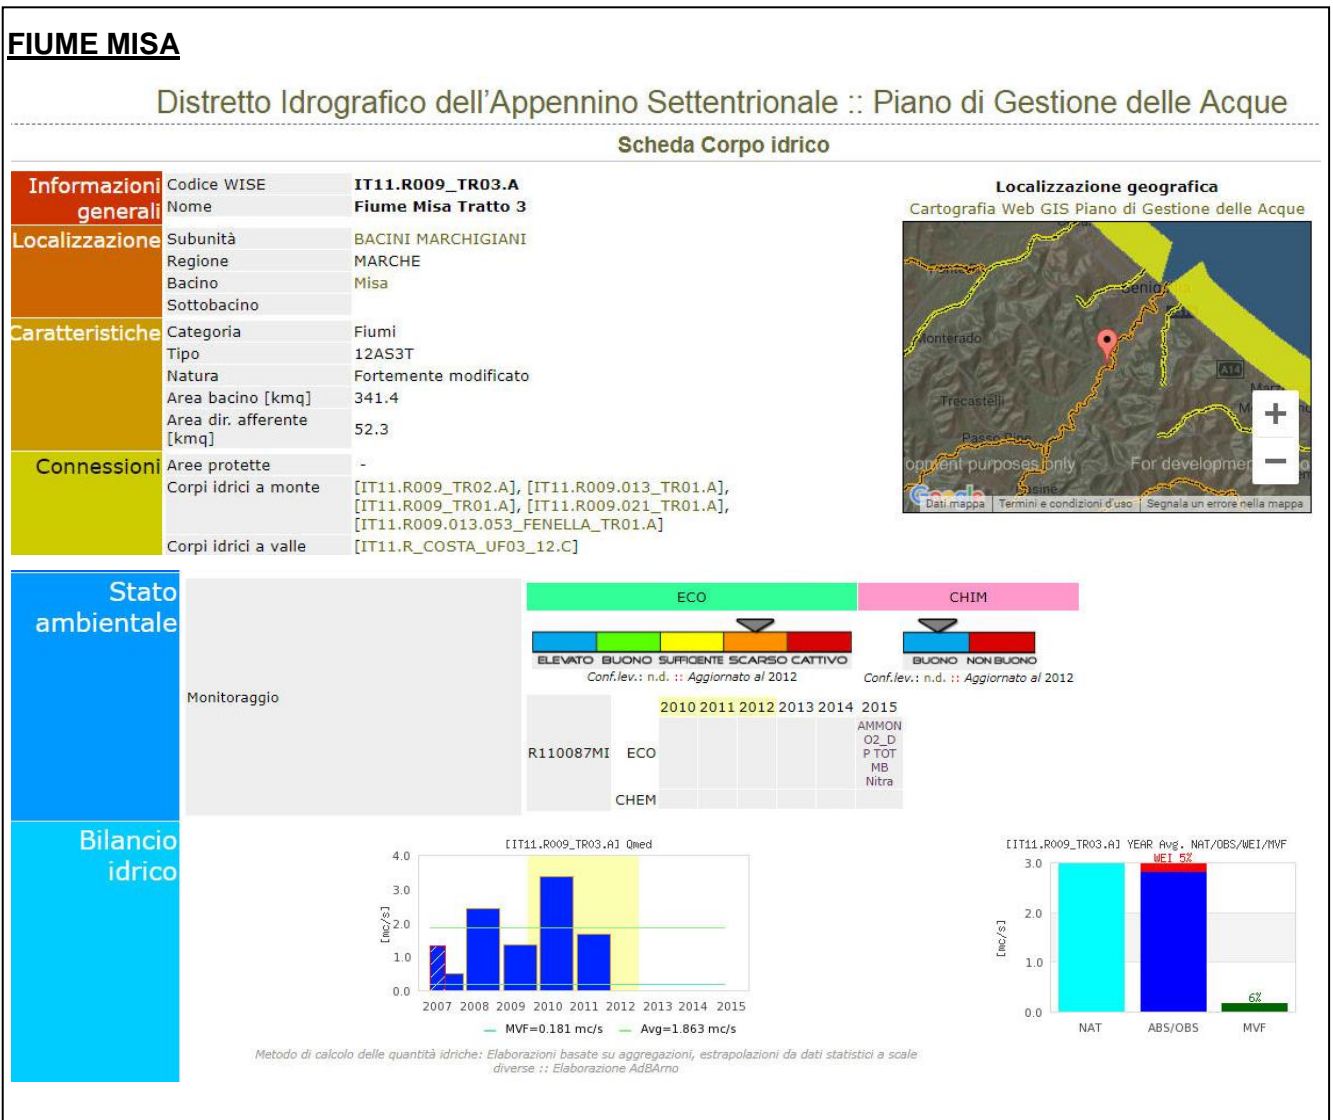 FIUME MISA
Distretto Idrografico dell'Appennino Settentrionale :: Piano di Gestione delle Acque
Scheda Corpo idrico
Informazioni generali
Codice WISE IT11.R009_TR03.A
Nome Fiume Misa Tratto 3
Localizzazione
Subunità BACINI MARCHIGIANI
Regione MARCHE
Bacino Misa
Sottobacino
Caratteristiche
Categoria Fiumi
Tipo 12AS3T
Natura Fortemente modificato
Area bacino [kmq] 341.4
Area dir. afferente [kmq] 52.3
Connessioni
Aree protette -
Corpi idrici a monte [IT11.R009_TR02.A], [IT11.R009.013_TR01.A],
[IT11.R009_TR01.A], [IT11.R009.021_TR01.A],
[IT11.R009.013.053_FENELLA_TR01.A]
Corpi idrici a valle [IT11.R_COSTA_UF03_12.C]
Localizzazione geografica
Cartografia Web GIS Piano di Gestione delle Acque
Monterado
A14
Trecastelli
+
−
For developme
Google
Dati mappa Termini e condizioni d'uso Segnala un errore nella mappa
Stato ambientale
Monitoraggio
ECO CHIM
ELEVATO BUONO SUFFICIENTE SCARSO CATTIVO
BUONO NON BUONO
Conf.lev.: n.d. :: Aggiornato al 2012
Conf.lev.: n.d. :: Aggiornato al 2012
2010 2011 2012 2013 2014 2015
R110087MI ECO
AMMON
O2_D
P TOT
MB
Nitra
CHEM
Bilancio idrico
[IT11.R009_TR03.A] Qmed
4.0
3.0
2.0
1.0
0.0
[mc/s]
2007 2008 2009 2010 2011 2012 2013 2014 2015
MVF=0.181 mc/s Avg=1.863 mc/s
[IT11.R009_TR03.A] YEAR Avg. NAT/OBS/WEI/MVF
WEI 5%
3.0
2.0
1.0
0.0
[mc/s]
6%
NAT ABS/OBS MVF
Metodo di calcolo delle quantità idriche: Elaborazioni basate su aggregazioni, estrapolazioni da dati statistici a scale
diverse :: Elaborazione AdBArno